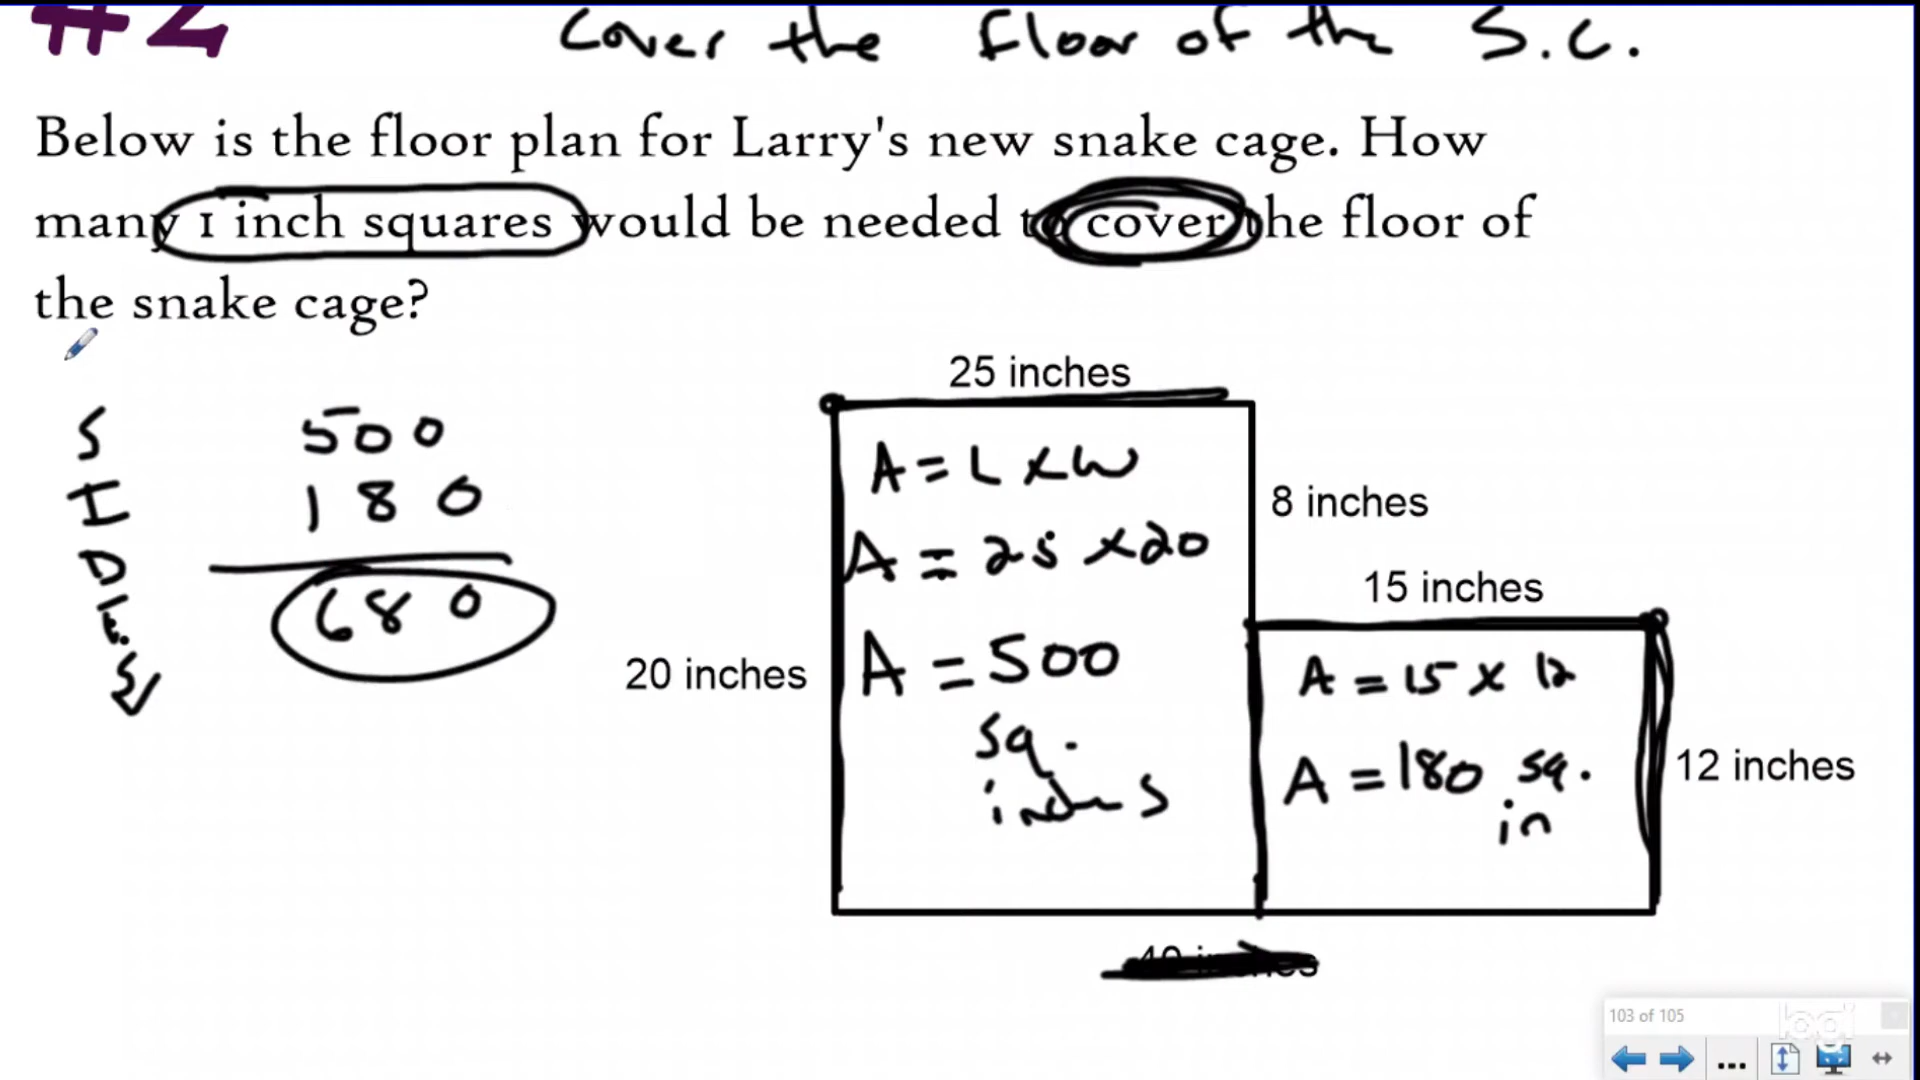 #2
Cover the floor of the S.C.
Below is the floor plan for Larry's new snake cage. How
many 1 inch squares would be needed to cover the floor of
the snake cage?
25 inches
S
I
D
E
S
500
180
680
A = L x W
A = 25 x 20
A = 500
sq.
inches
8 inches
15 inches
20 inches
A = 15 x 12
A = 180 sq.
in
12 inches
40 inches
103 of 105
logi